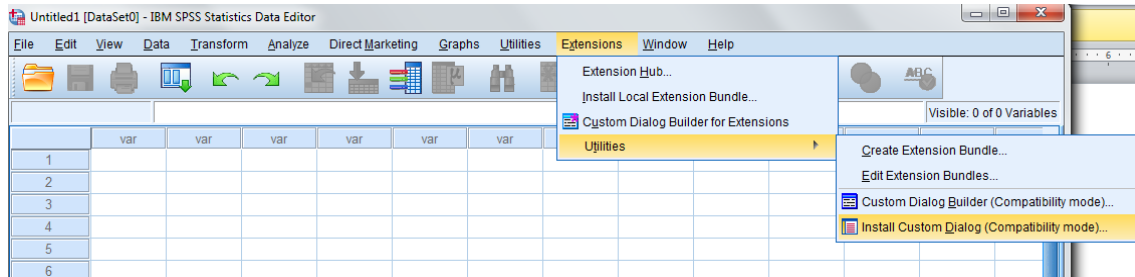 Untitled1 [DataSet0] - IBM SPSS Statistics Data Editor
File Edit View Data Transform Analyze Direct Marketing Graphs Utilities Extensions Window Help
Extension Hub...
Install Local Extension Bundle...
Custom Dialog Builder for Extensions
Utilities
Create Extension Bundle...
Edit Extension Bundles...
Custom Dialog Builder (Compatibility mode)...
Install Custom Dialog (Compatibility mode)...
Visible: 0 of 0 Variables
var var var var var var
1
2
3
4
5
6
6